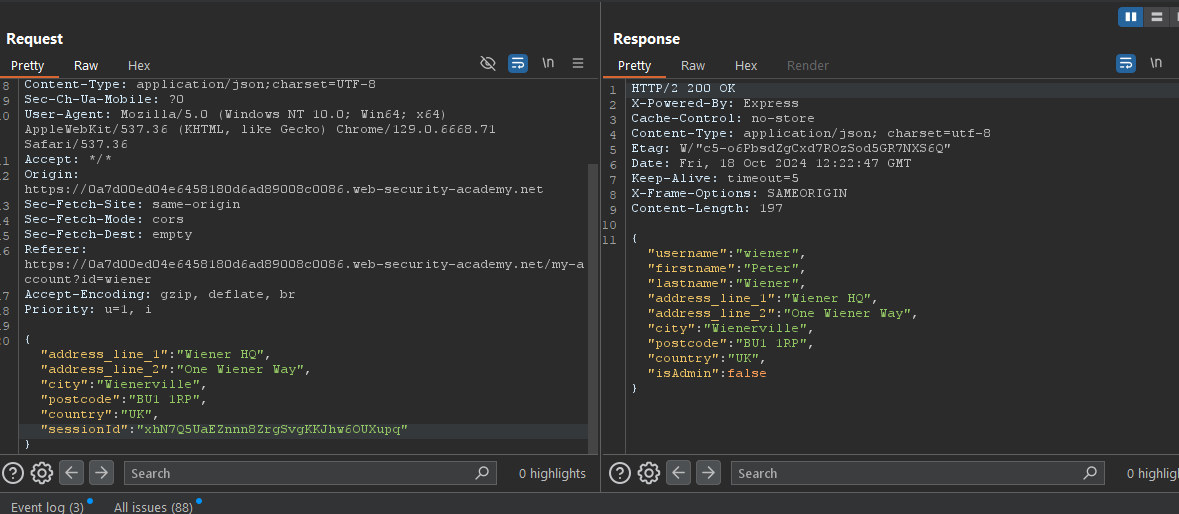 Request
Pretty Raw Hex \n
8 Content-Type: application/json;charset=UTF-8
9 Sec-Ch-Ua-Mobile: ?0
10 User-Agent: Mozilla/5.0 (Windows NT 10.0; Win64; x64)
AppleWebKit/537.36 (KHTML, like Gecko) Chrome/129.0.6668.71
Safari/537.36
11 Accept: */*
12 Origin:
https://0a7d00ed04e6458180d6ad89008c0086.web-security-academy.net
13 Sec-Fetch-Site: same-origin
14 Sec-Fetch-Mode: cors
15 Sec-Fetch-Dest: empty
16 Referer:
https://0a7d00ed04e6458180d6ad89008c0086.web-security-academy.net/my-a
ccount?id=wiener
17 Accept-Encoding: gzip, deflate, br
18 Priority: u=1, i
19
20 {
"address_line_1":"Wiener HQ",
"address_line_2":"One Wiener Way",
"city":"Wienerville",
"postcode":"BU1 1RP",
"country":"UK",
"sessionId":"xhN7Q5UaEZnnn8ZrgSvgKKJhw6OUXupq"
}
Search 0 highlights
Response
Pretty Raw Hex Render \n
1 HTTP/2 200 OK
2 X-Powered-By: Express
3 Cache-Control: no-store
4 Content-Type: application/json; charset=utf-8
5 Etag: W/"c5-o6PbsdZgCxd7ROzSod5GR7NXS6Q"
6 Date: Fri, 18 Oct 2024 12:22:47 GMT
7 Keep-Alive: timeout=5
8 X-Frame-Options: SAMEORIGIN
9 Content-Length: 197
10
11 {
"username":"wiener",
"firstname":"Peter",
"lastname":"Wiener",
"address_line_1":"Wiener HQ",
"address_line_2":"One Wiener Way",
"city":"Wienerville",
"postcode":"BU1 1RP",
"country":"UK",
"isAdmin":false
}
Search 0 highlig
Event log (3) All issues (88)